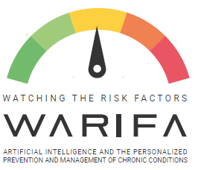 WATCHING THE RISK FACTORS
WARIFA
ARTIFICIAL INTELLIGENCE AND THE PERSONALIZED
PREVENTION AND MANAGEMENT OF CHRONIC CONDITIONS